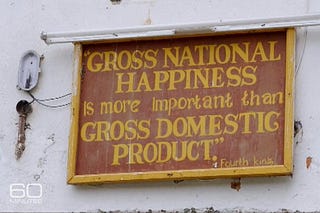 "GROSS NATIONAL
HAPPINESS
is more important than
GROSS DOMESTIC
PRODUCT"
Fourth king
60
MINUTES